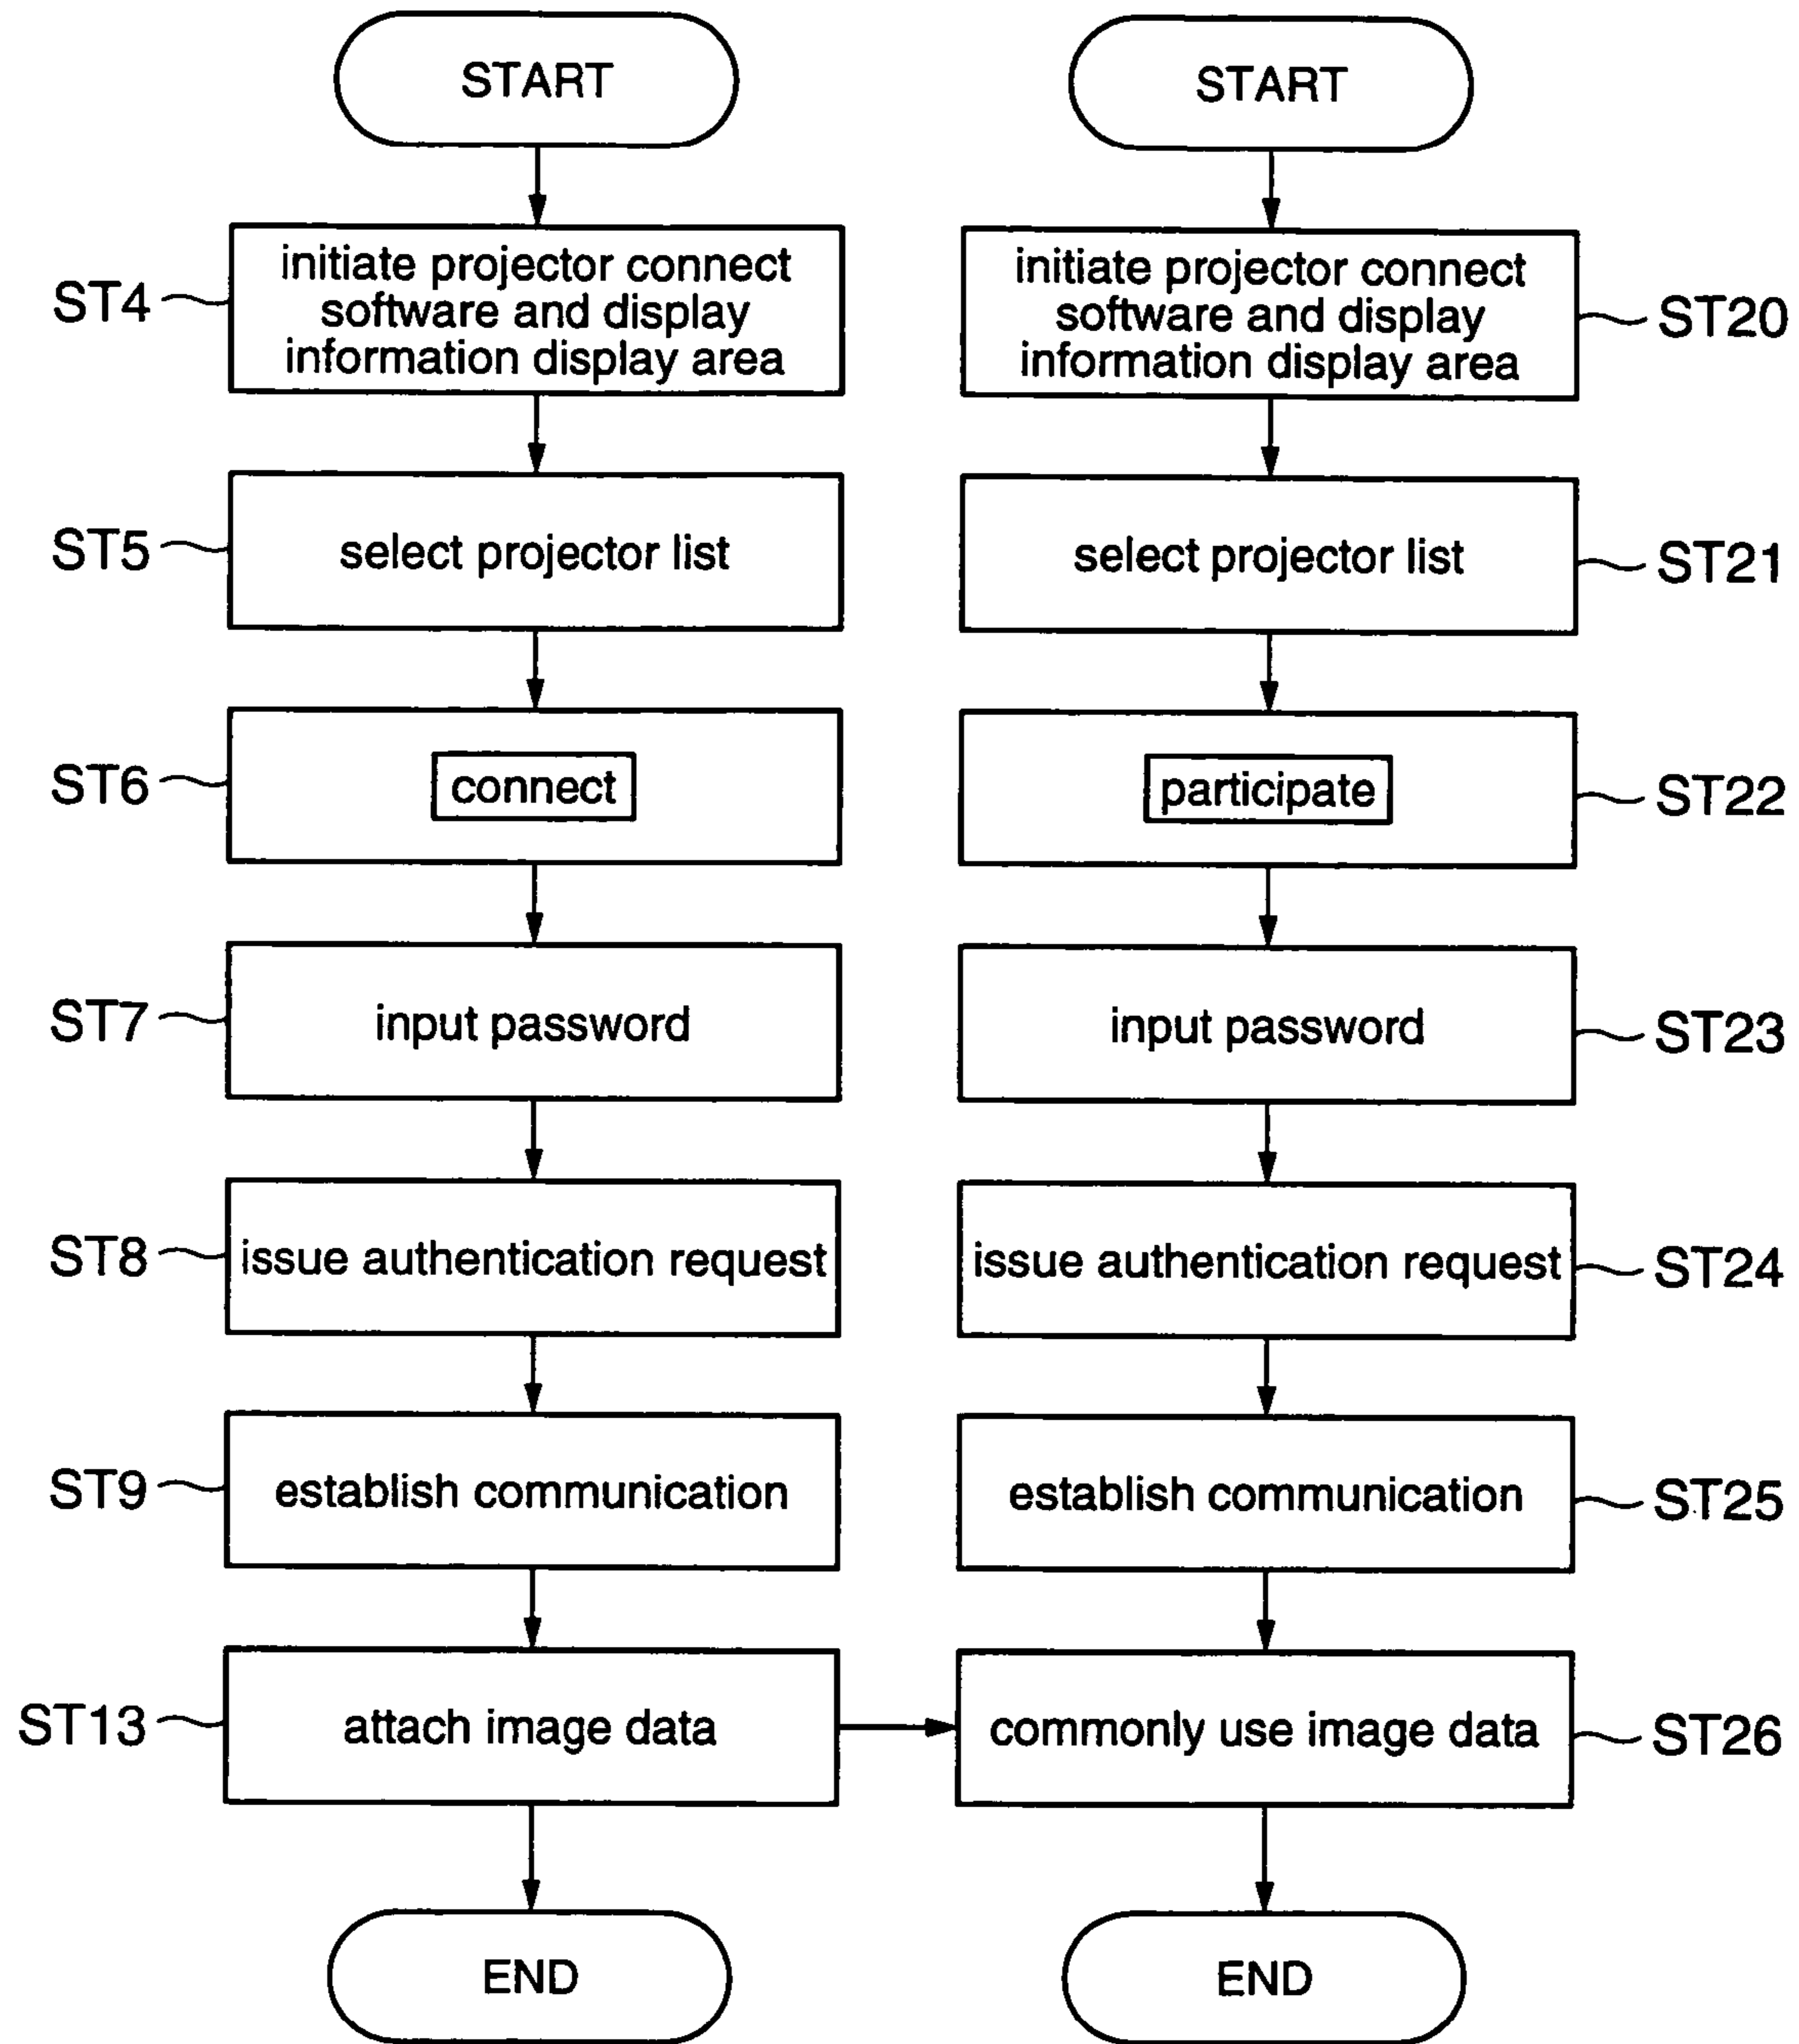 START
ST4
initiate projector connect
software and display
information display area
ST5
select projector list
ST6
connect
ST7
input password
ST8
issue authentication request
ST9
establish communication
ST13
attach image data
END
START
initiate projector connect
software and display
information display area
ST20
select projector list
ST21
participate
ST22
input password
ST23
issue authentication request
ST24
establish communication
ST25
commonly use image data
ST26
END